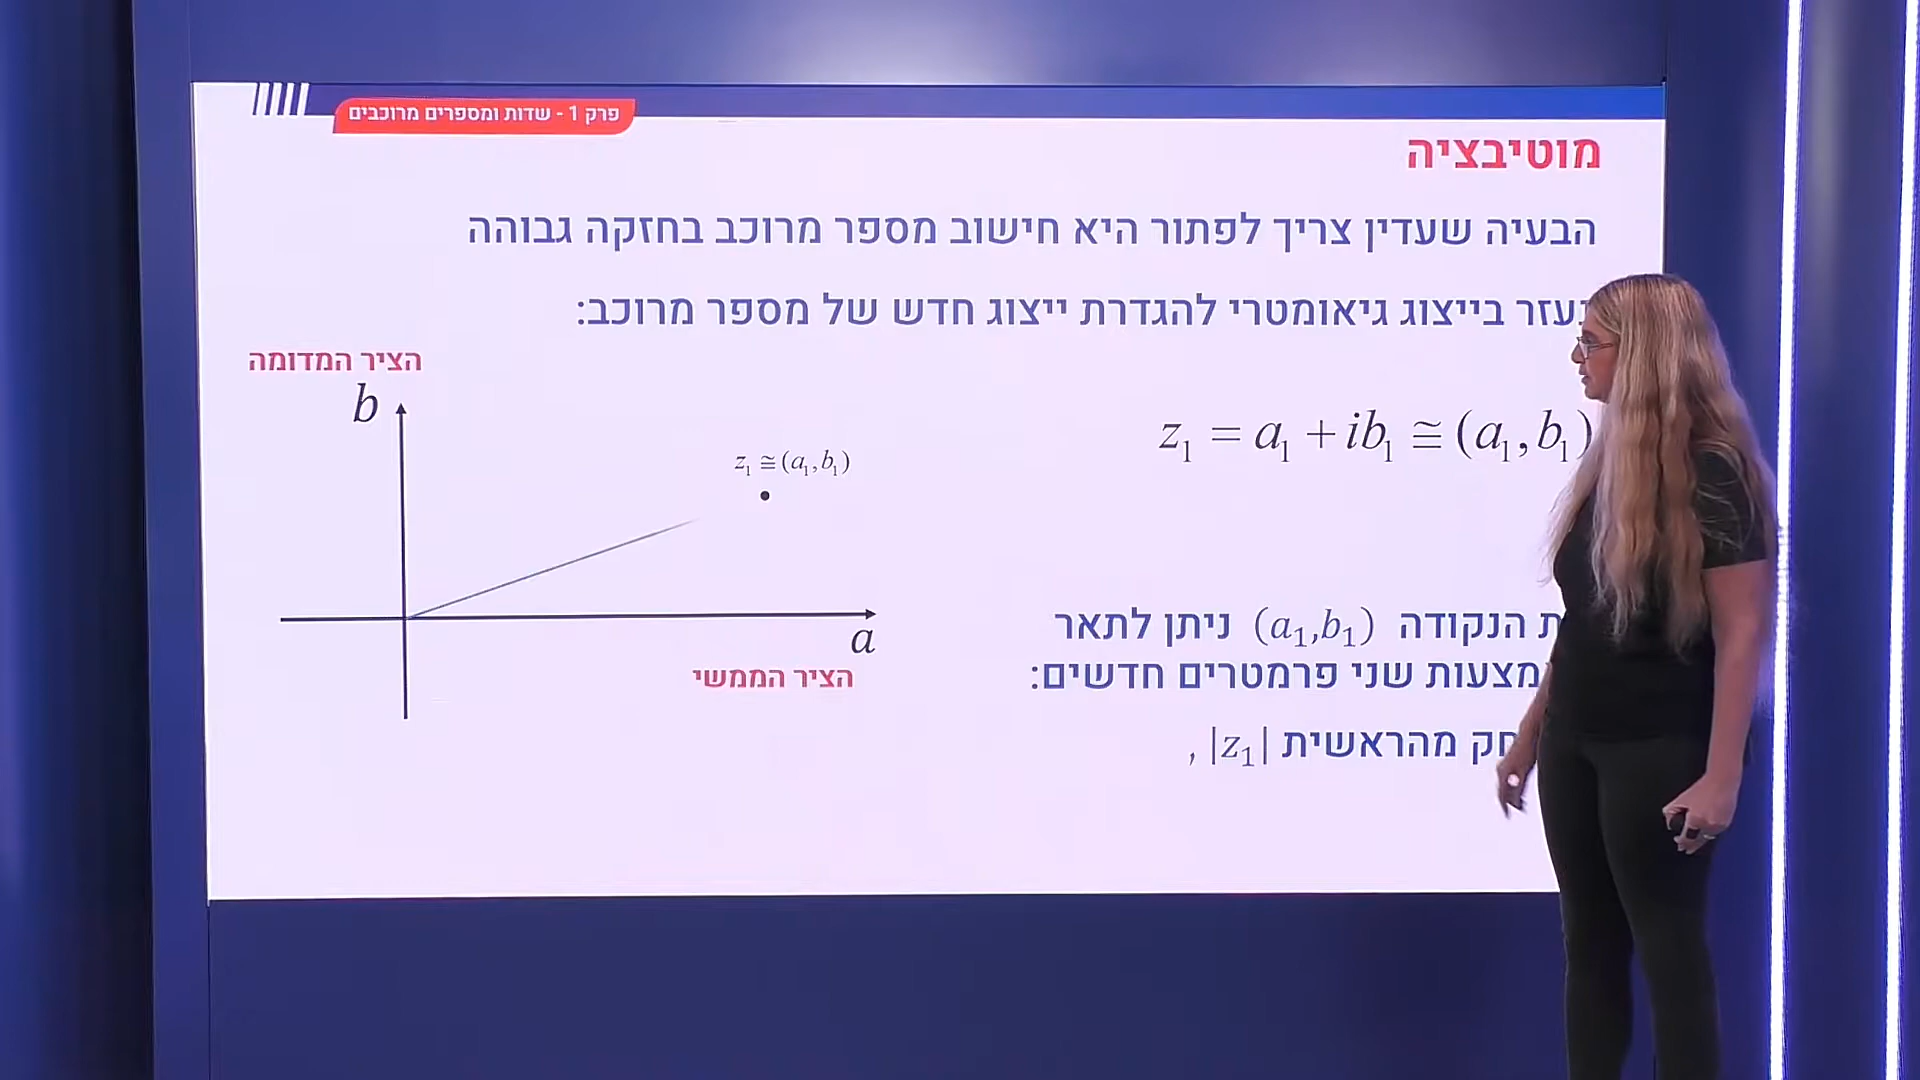 פרק 1 - שדות ומספרים מרוכבים
מוטיבציה
הבעיה שעדין צריך לפתור היא חישוב מספר מרוכב בחזקה גבוהה
בייצוג גיאומטרי להגדרת ייצוג חדש של מספר מרוכב:
z₁ = a₁ + ib₁ ≅ (a₁, b₁)
הציר המדומה
b
z₁ ≅ (a₁, b₁)
a
הציר הממשי
הנקודה (a₁,b₁) ניתן לתאר
שני פרמטרים חדשים:
מהראשית |z₁| ,